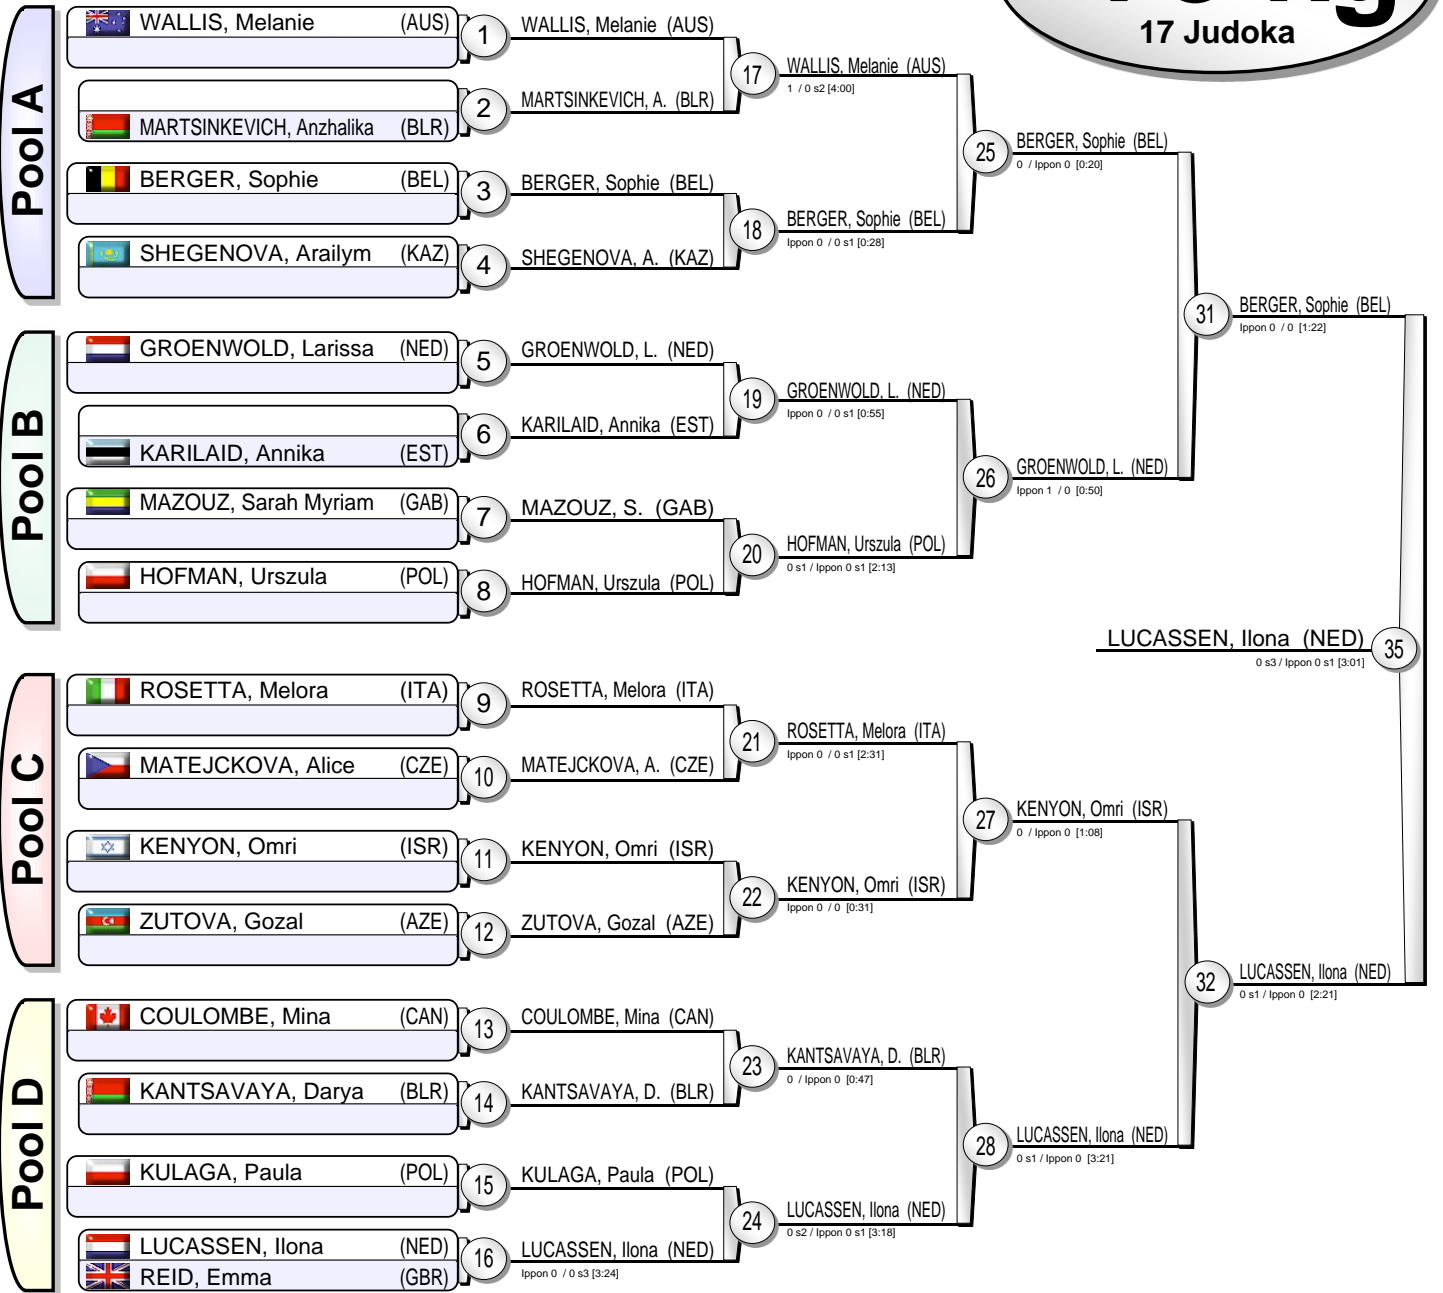 17 Judoka
Pool A
WALLIS, Melanie (AUS)
1
MARTSINKEVICH, Anzhalika (BLR)
2
BERGER, Sophie (BEL)
3
SHEGENOVA, Arailym (KAZ)
4
WALLIS, Melanie (AUS)
MARTSINKEVICH, A. (BLR)
BERGER, Sophie (BEL)
SHEGENOVA, A. (KAZ)
17
WALLIS, Melanie (AUS)
1 / 0 s2 [4:00]
18
BERGER, Sophie (BEL)
Ippon 0 / 0 s1 [0:28]
25
BERGER, Sophie (BEL)
0 / Ippon 0 [0:20]
Pool B
GROENWOLD, Larissa (NED)
5
KARILAID, Annika (EST)
6
MAZOUZ, Sarah Myriam (GAB)
7
HOFMAN, Urszula (POL)
8
GROENWOLD, L. (NED)
KARILAID, Annika (EST)
MAZOUZ, S. (GAB)
HOFMAN, Urszula (POL)
19
GROENWOLD, L. (NED)
Ippon 0 / 0 s1 [0:55]
20
HOFMAN, Urszula (POL)
0 s1 / Ippon 0 s1 [2:13]
26
GROENWOLD, L. (NED)
Ippon 1 / 0 [0:50]
31
BERGER, Sophie (BEL)
Ippon 0 / 0 [1:22]
LUCASSEN, Ilona (NED)
35
0 s3 / Ippon 0 s1 [3:01]
Pool C
ROSETTA, Melora (ITA)
9
MATEJCKOVA, Alice (CZE)
10
KENYON, Omri (ISR)
11
ZUTOVA, Gozal (AZE)
12
ROSETTA, Melora (ITA)
MATEJCKOVA, A. (CZE)
KENYON, Omri (ISR)
ZUTOVA, Gozal (AZE)
21
ROSETTA, Melora (ITA)
Ippon 0 / 0 s1 [2:31]
22
KENYON, Omri (ISR)
Ippon 0 / 0 [0:31]
27
KENYON, Omri (ISR)
0 / Ippon 0 [1:08]
Pool D
COULOMBE, Mina (CAN)
13
KANTSAVAYA, Darya (BLR)
14
KULAGA, Paula (POL)
15
LUCASSEN, Ilona (NED)
16
REID, Emma (GBR)
COULOMBE, Mina (CAN)
KANTSAVAYA, D. (BLR)
KULAGA, Paula (POL)
LUCASSEN, Ilona (NED)
Ippon 0 / 0 s3 [3:24]
23
KANTSAVAYA, D. (BLR)
0 / Ippon 0 [0:47]
24
LUCASSEN, Ilona (NED)
0 s2 / Ippon 0 s1 [3:18]
28
LUCASSEN, Ilona (NED)
0 s1 / Ippon 0 [3:21]
32
LUCASSEN, Ilona (NED)
0 s1 / Ippon 0 [2:21]